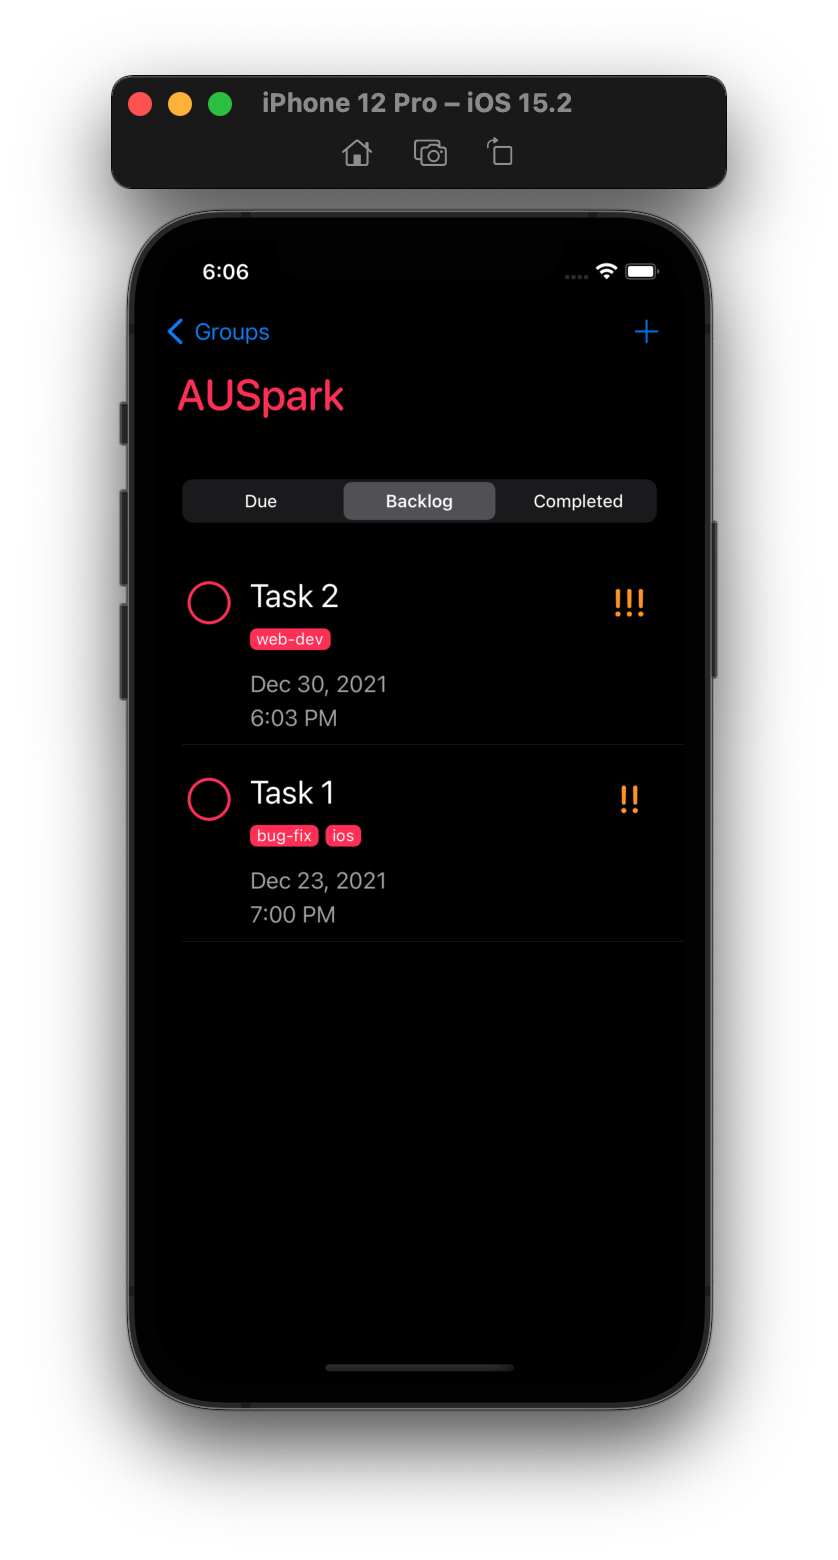 iPhone 12 Pro – iOS 15.2
6:06
Groups
AUSpark
Due Backlog Completed
Task 2 !!!
web-dev
Dec 30, 2021
6:03 PM
Task 1 !!
bug-fix ios
Dec 23, 2021
7:00 PM